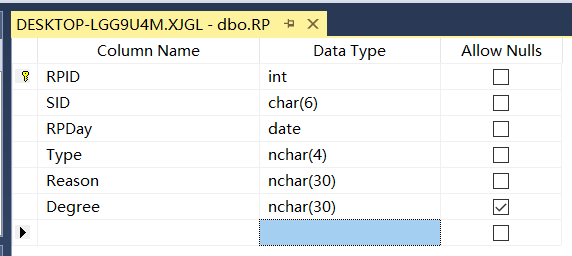 DESKTOP-LGG9U4M.XJGL - dbo.RP
Column Name Data Type Allow Nulls
RPID int
SID char(6)
RPDay date
Type nchar(4)
Reason nchar(30)
Degree nchar(30)